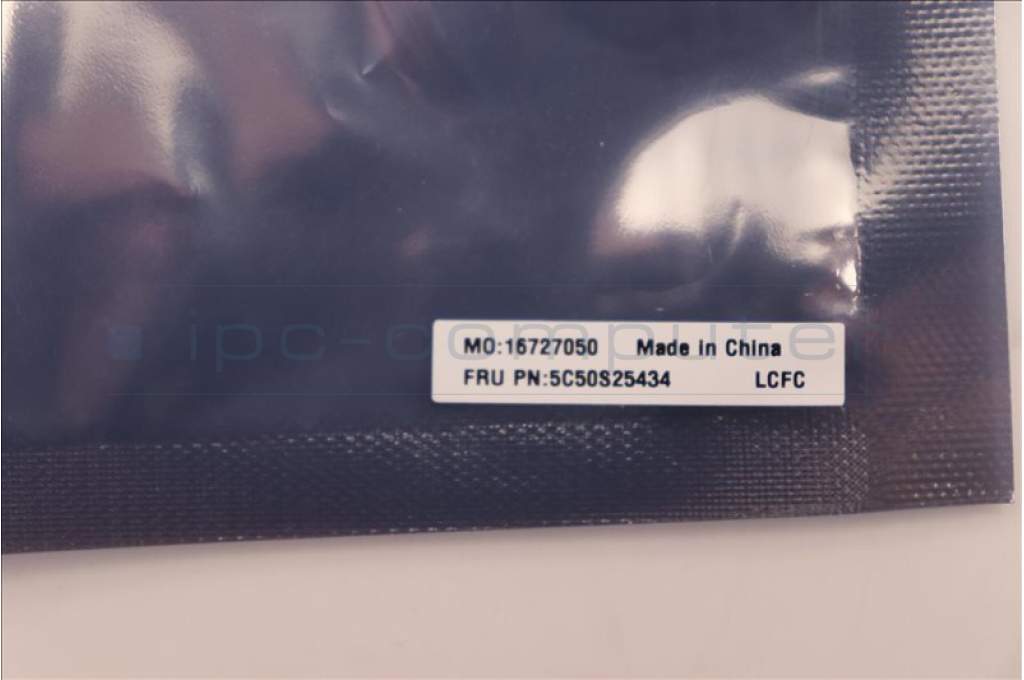 MO:16727050 Made in China
FRU PN:5C50S25434 LCFC
ipc-compute